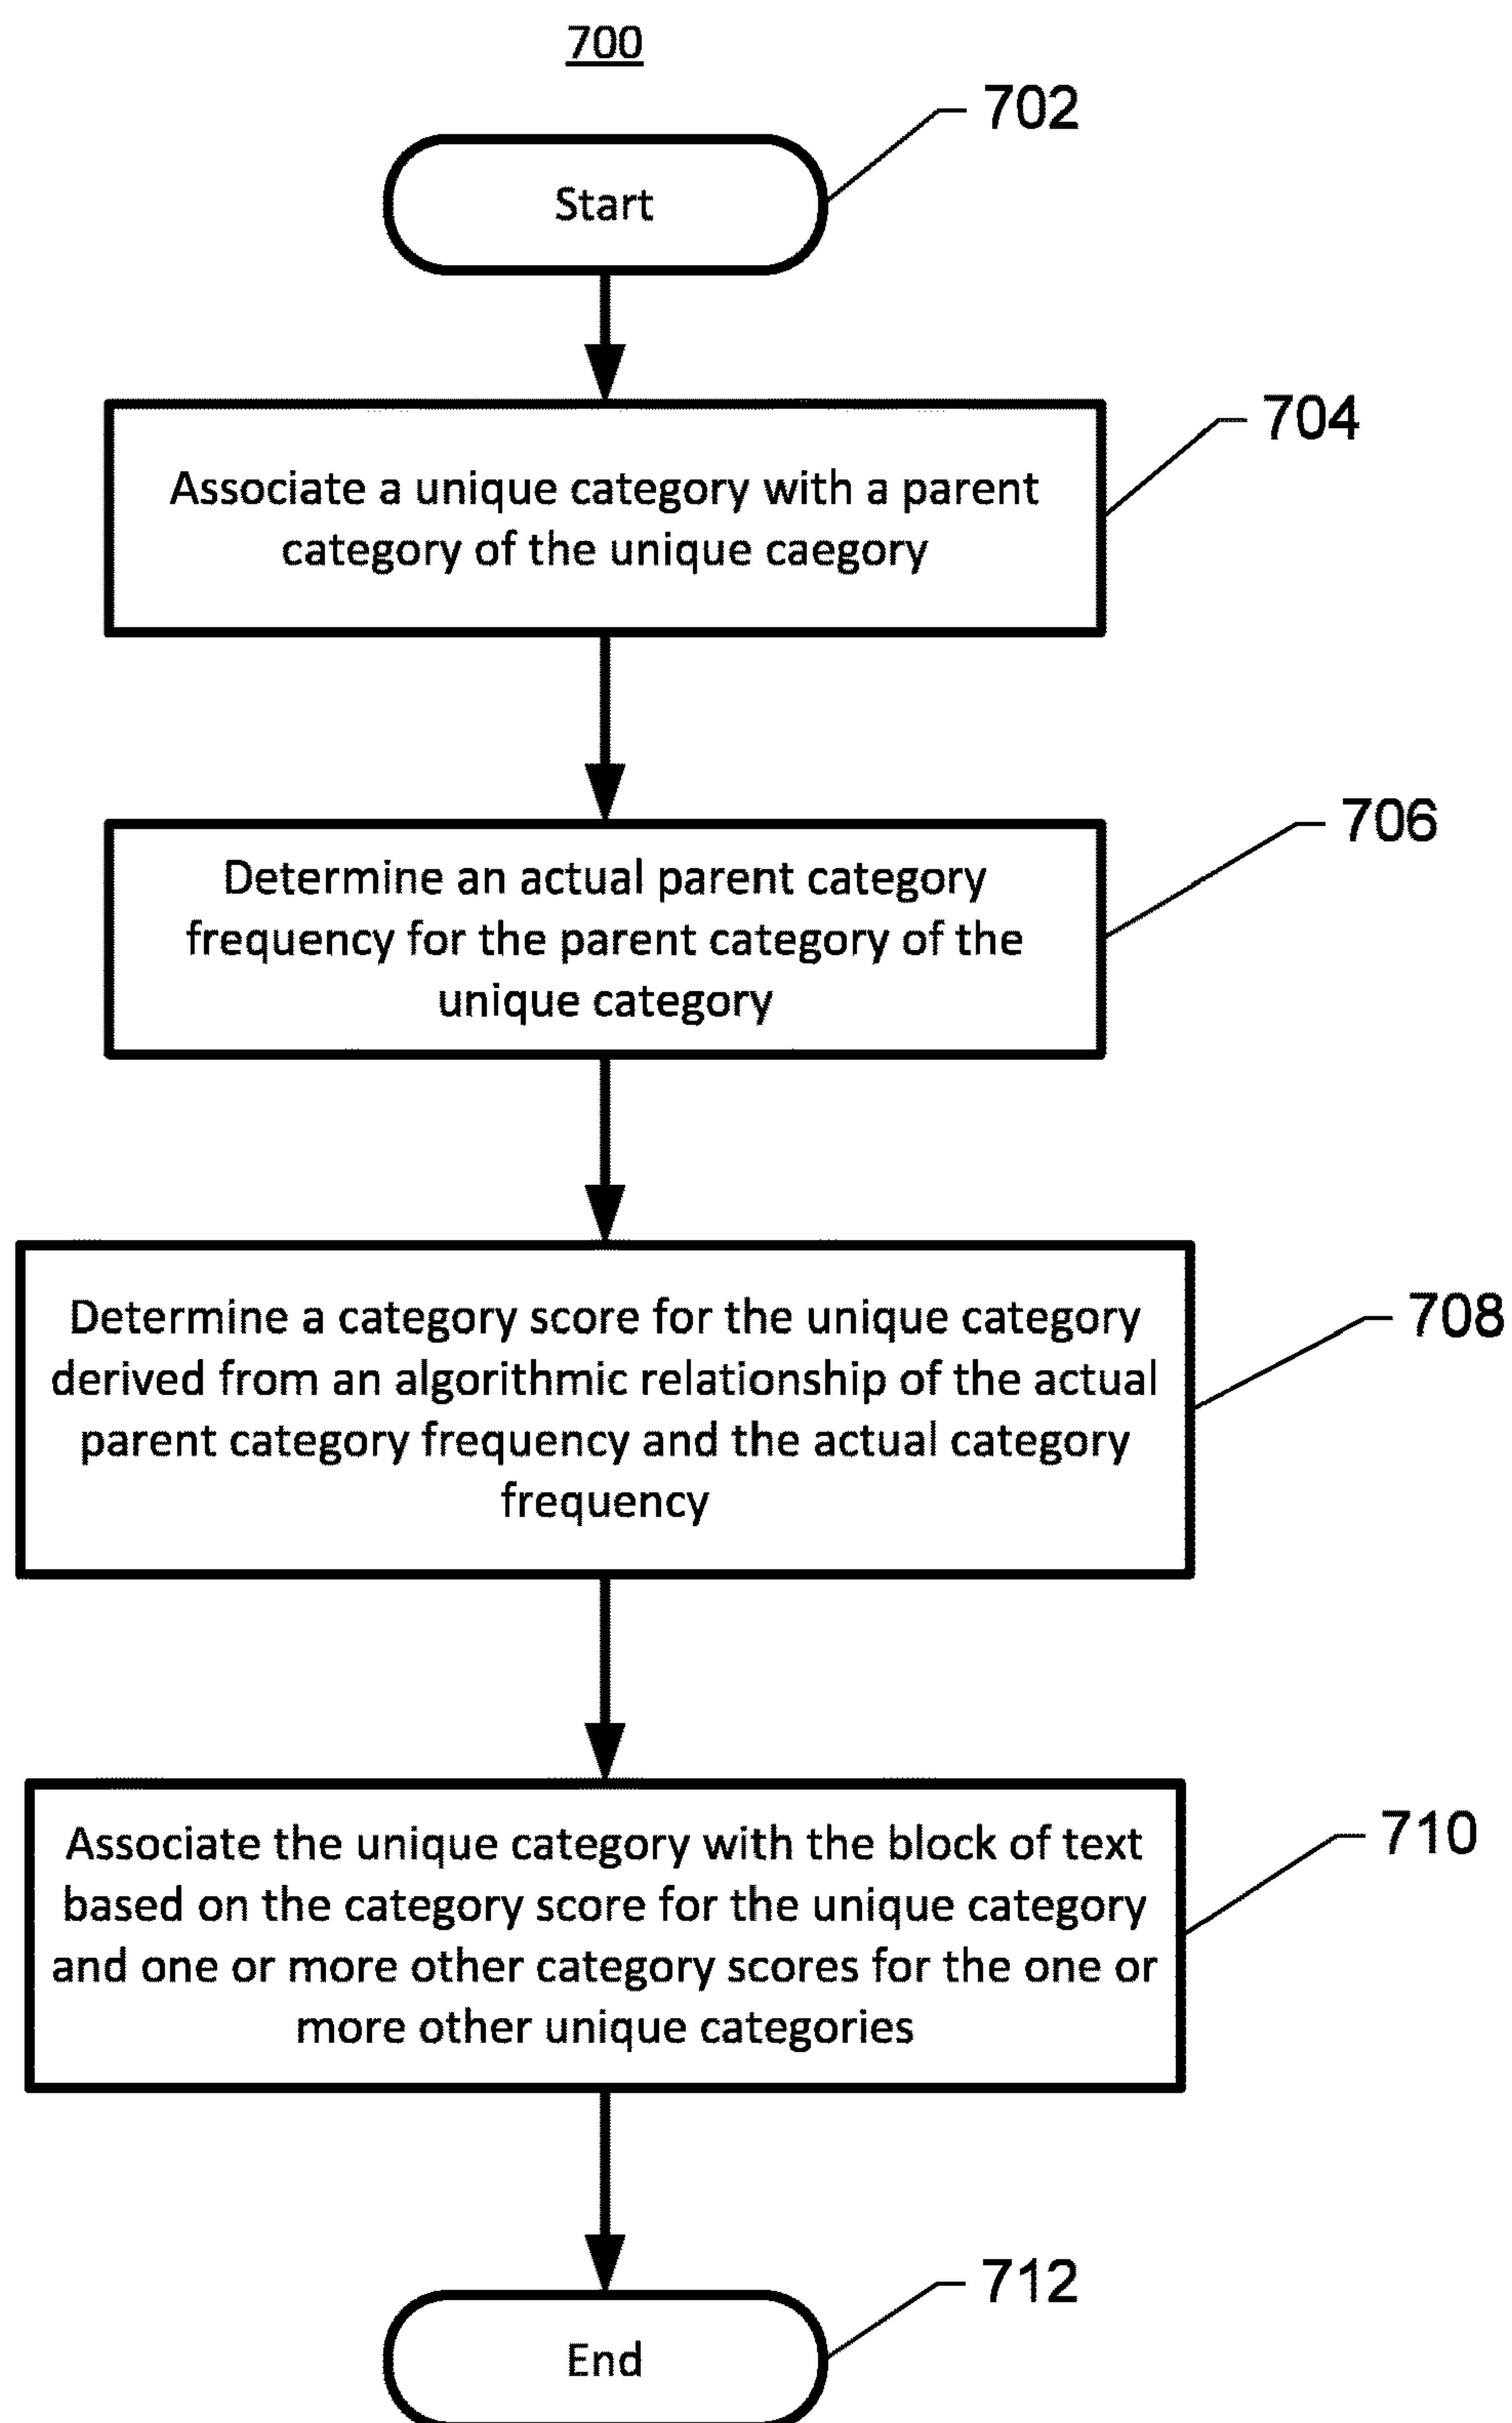 700
702
Start
704
Associate a unique category with a parent
category of the unique caegory
706
Determine an actual parent category
frequency for the parent category of the
unique category
708
Determine a category score for the unique category
derived from an algorithmic relationship of the actual
parent category frequency and the actual category
frequency
710
Associate the unique category with the block of text
based on the category score for the unique category
and one or more other category scores for the one or
more other unique categories
712
End